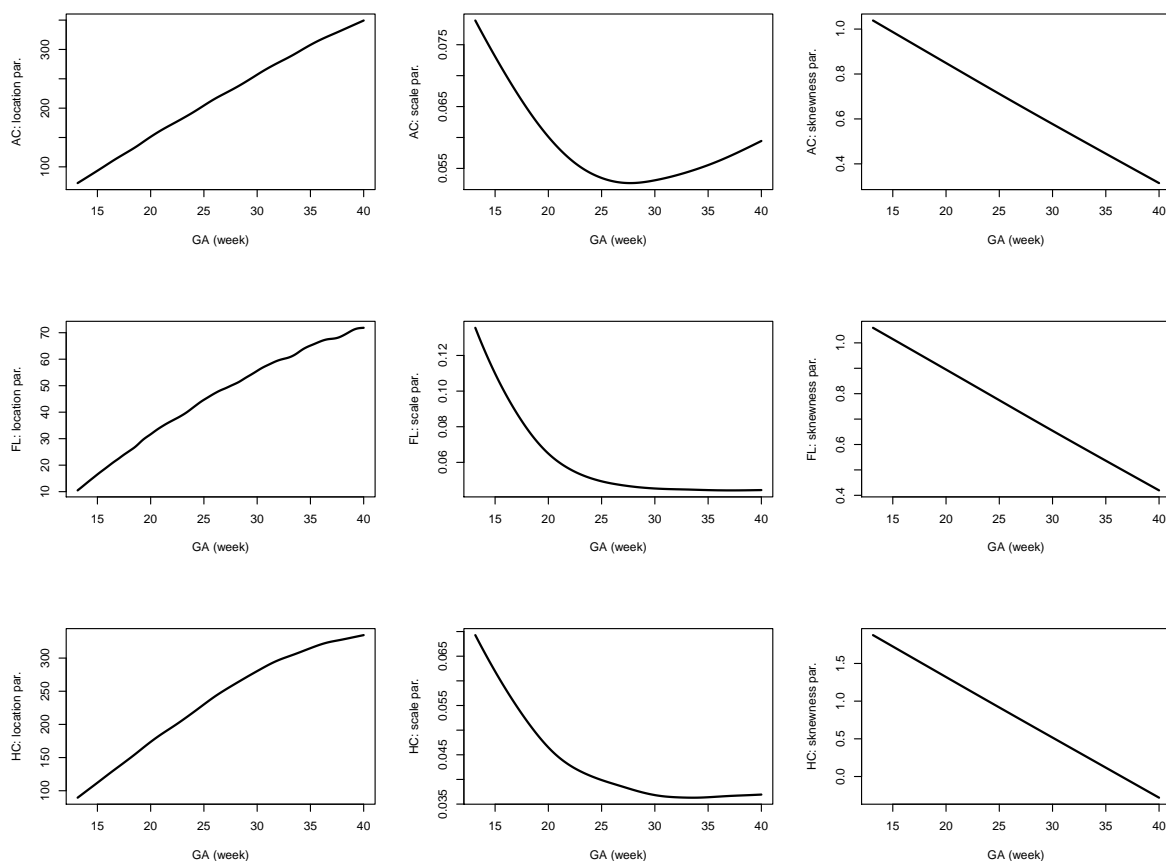 AC: location par.
100
200
300
15 20 25 30 35 40
GA (week)
AC: scale par.
0.055
0.065
0.075
15 20 25 30 35 40
GA (week)
AC: sknewness par.
0.4
0.6
0.8
1.0
15 20 25 30 35 40
GA (week)
FL: location par.
10
20
30
40
50
60
70
15 20 25 30 35 40
GA (week)
FL: scale par.
0.06
0.08
0.10
0.12
15 20 25 30 35 40
GA (week)
FL: sknewness par.
0.4
0.6
0.8
1.0
15 20 25 30 35 40
GA (week)
HC: location par.
100
150
200
250
300
15 20 25 30 35 40
GA (week)
HC: scale par.
0.035
0.045
0.055
0.065
15 20 25 30 35 40
GA (week)
HC: sknewness par.
0.0
0.5
1.0
1.5
15 20 25 30 35 40
GA (week)